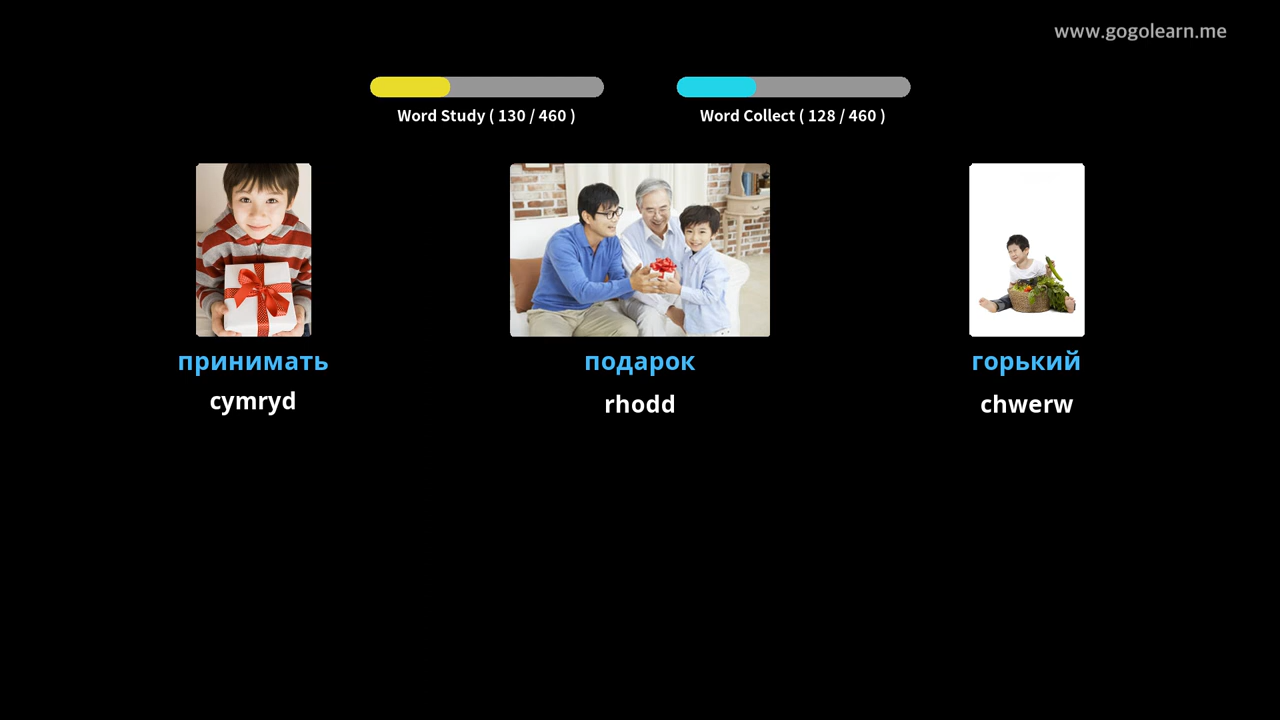 www.gogolearn.me
Word Study ( 130 / 460 )
Word Collect ( 128 / 460 )
принимать
подарок
горький
cymryd
rhodd
chwerw